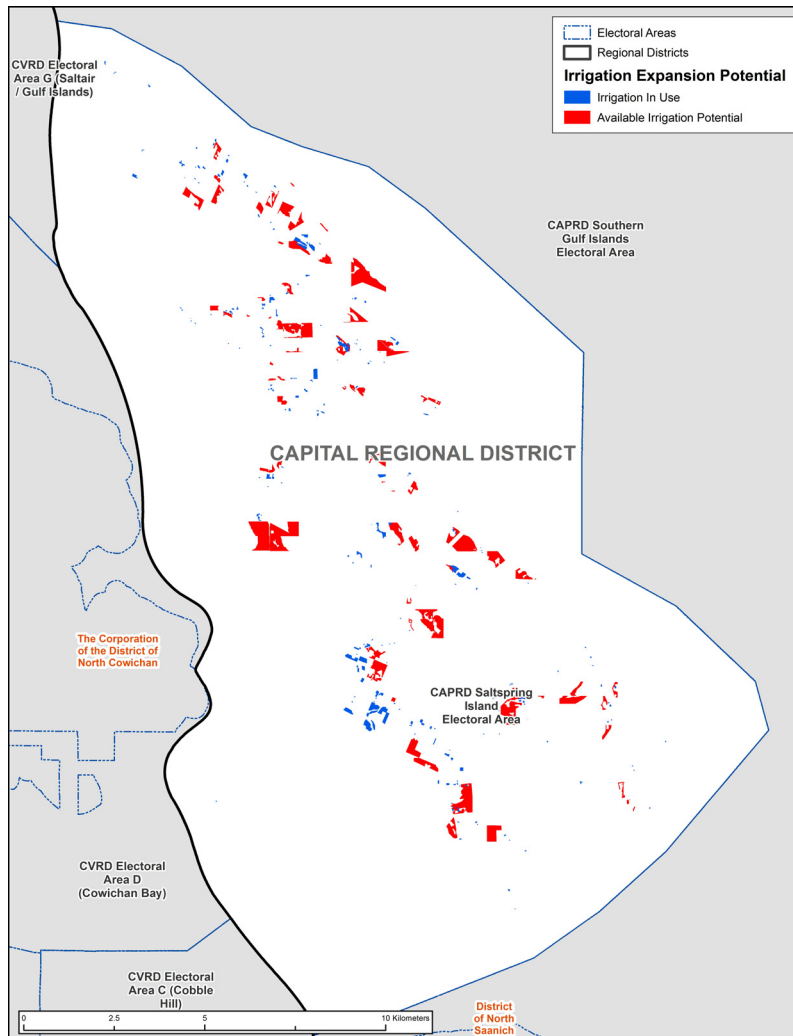 Electoral Areas
Regional Districts
Irrigation Expansion Potential
Irrigation In Use
Available Irrigation Potential
CVRD Electoral
Area G (Saltair
/ Gulf Islands)
CAPRD Southern
Gulf Islands
Electoral Area
CAPITAL REGIONAL DISTRICT
The Corporation
of the District of
North Cowichan
CAPRD Saltspring
Island
Electoral Area
CVRD Electoral
Area D
(Cowichan Bay)
CVRD Electoral
Area C (Cobble
Hill)
District
of North
Saanich
0 2.5 5 10 Kilometers